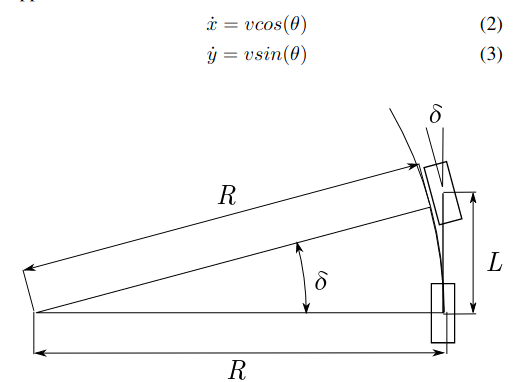 ẋ = vcos(θ) (2)
ẏ = vsin(θ) (3)
δ
R
δ
L
R